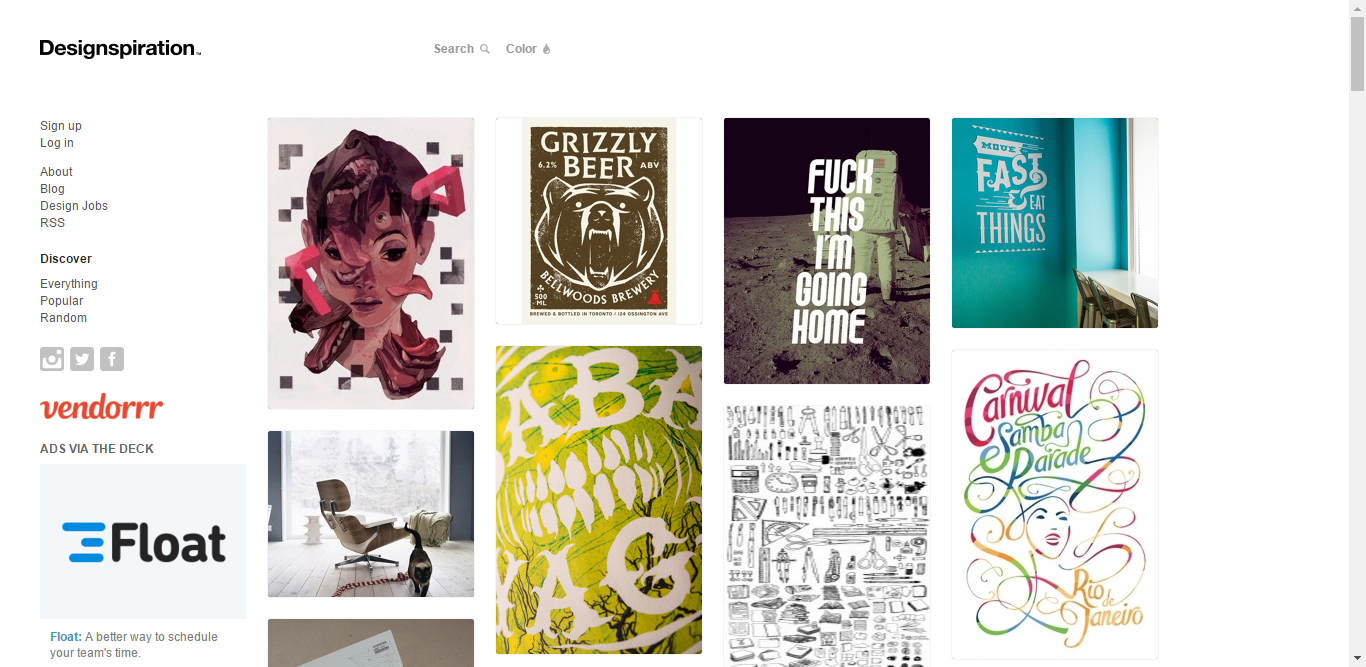 Designspiration™
Search
Color
Sign up
Log in
About
Blog
Design Jobs
RSS
Discover
Everything
Popular
Random
vendorrr
ADS VIA THE DECK
Float
Float: A better way to schedule
your team's time.
GRIZZLY
6.2% BEER ABV
500
ML
BELLWOODS BREWERY
BREWED & BOTTLED IN TORONTO / 124 OSSINGTON AVE
ABA
YAG
FUCK
THIS
I'M
GOING
HOME
MOVE
FAST
& EAT
THINGS
Carnival
Samba
Parade
Rio de
Janeiro